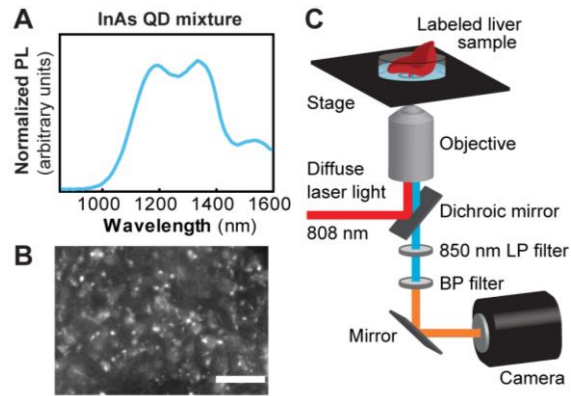 A
InAs QD mixture
Normalized PL
(arbitrary units)
1000 1200 1400 1600
Wavelength (nm)
B
C
Labeled liver
sample
Stage
Objective
Diffuse
laser light
808 nm
Dichroic mirror
850 nm LP filter
BP filter
Mirror
Camera